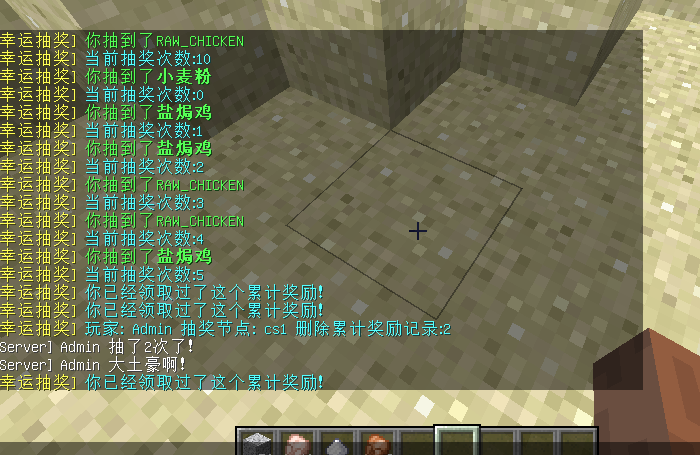 幸运抽奖] 你抽到了RAW_CHICKEN
幸运抽奖] 当前抽奖次数:10
幸运抽奖] 你抽到了小麦粉
幸运抽奖] 当前抽奖次数:0
幸运抽奖] 你抽到了盐焗鸡
幸运抽奖] 当前抽奖次数:1
幸运抽奖] 你抽到了盐焗鸡
幸运抽奖] 当前抽奖次数:2
幸运抽奖] 你抽到了RAW_CHICKEN
幸运抽奖] 当前抽奖次数:3
幸运抽奖] 你抽到了RAW_CHICKEN
幸运抽奖] 当前抽奖次数:4
幸运抽奖] 你抽到了盐焗鸡
幸运抽奖] 当前抽奖次数:5
幸运抽奖] 你已经领取过了这个累计奖励!
幸运抽奖] 你已经领取过了这个累计奖励!
幸运抽奖] 玩家: Admin 抽奖节点: cs1 删除累计奖励记录:2
Server] Admin 抽了2次了!
Server] Admin 大土豪啊!
幸运抽奖] 你已经领取过了这个累计奖励!